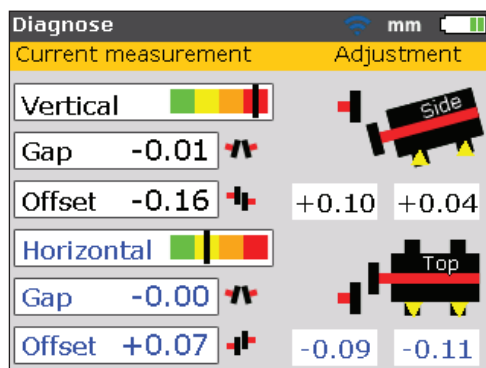 Diagnose mm
Current measurement Adjustment
Vertical Side
Gap -0.01
Offset -0.16 +0.10 +0.04
Horizontal Top
Gap -0.00
Offset +0.07 -0.09 -0.11